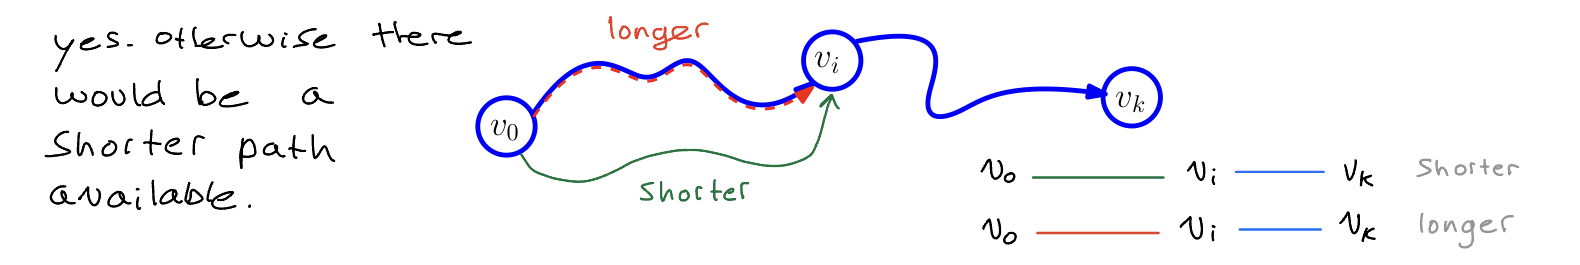 yes. otherwise there
would be a
shorter path
available.
longer
v_i
v_0
v_k
shorter
v_0 v_i v_k shorter
v_0 v_i v_k longer